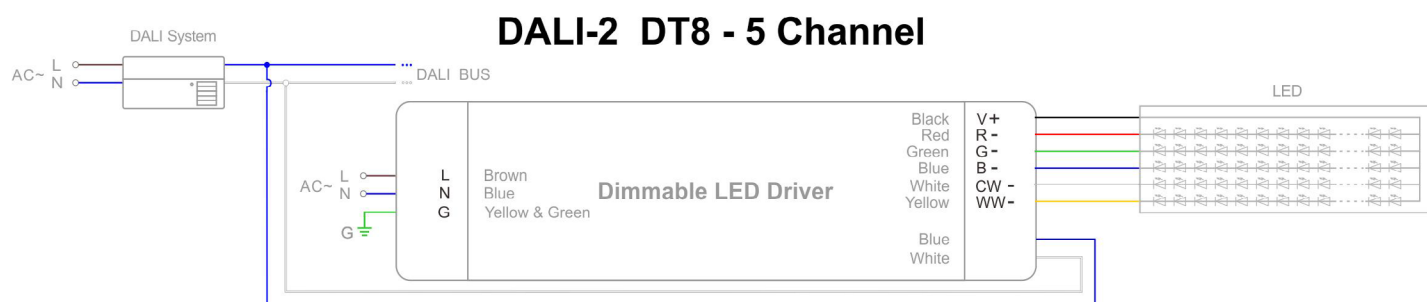 DALI-2 DT8 - 5 Channel
DALI System
AC~ L
N
DALI BUS
LED
Black V+
Red R-
Green G-
Blue B-
White CW-
Yellow WW-
AC~ L
N
G
L Brown
N Blue
G Yellow & Green
Dimmable LED Driver
Blue
White